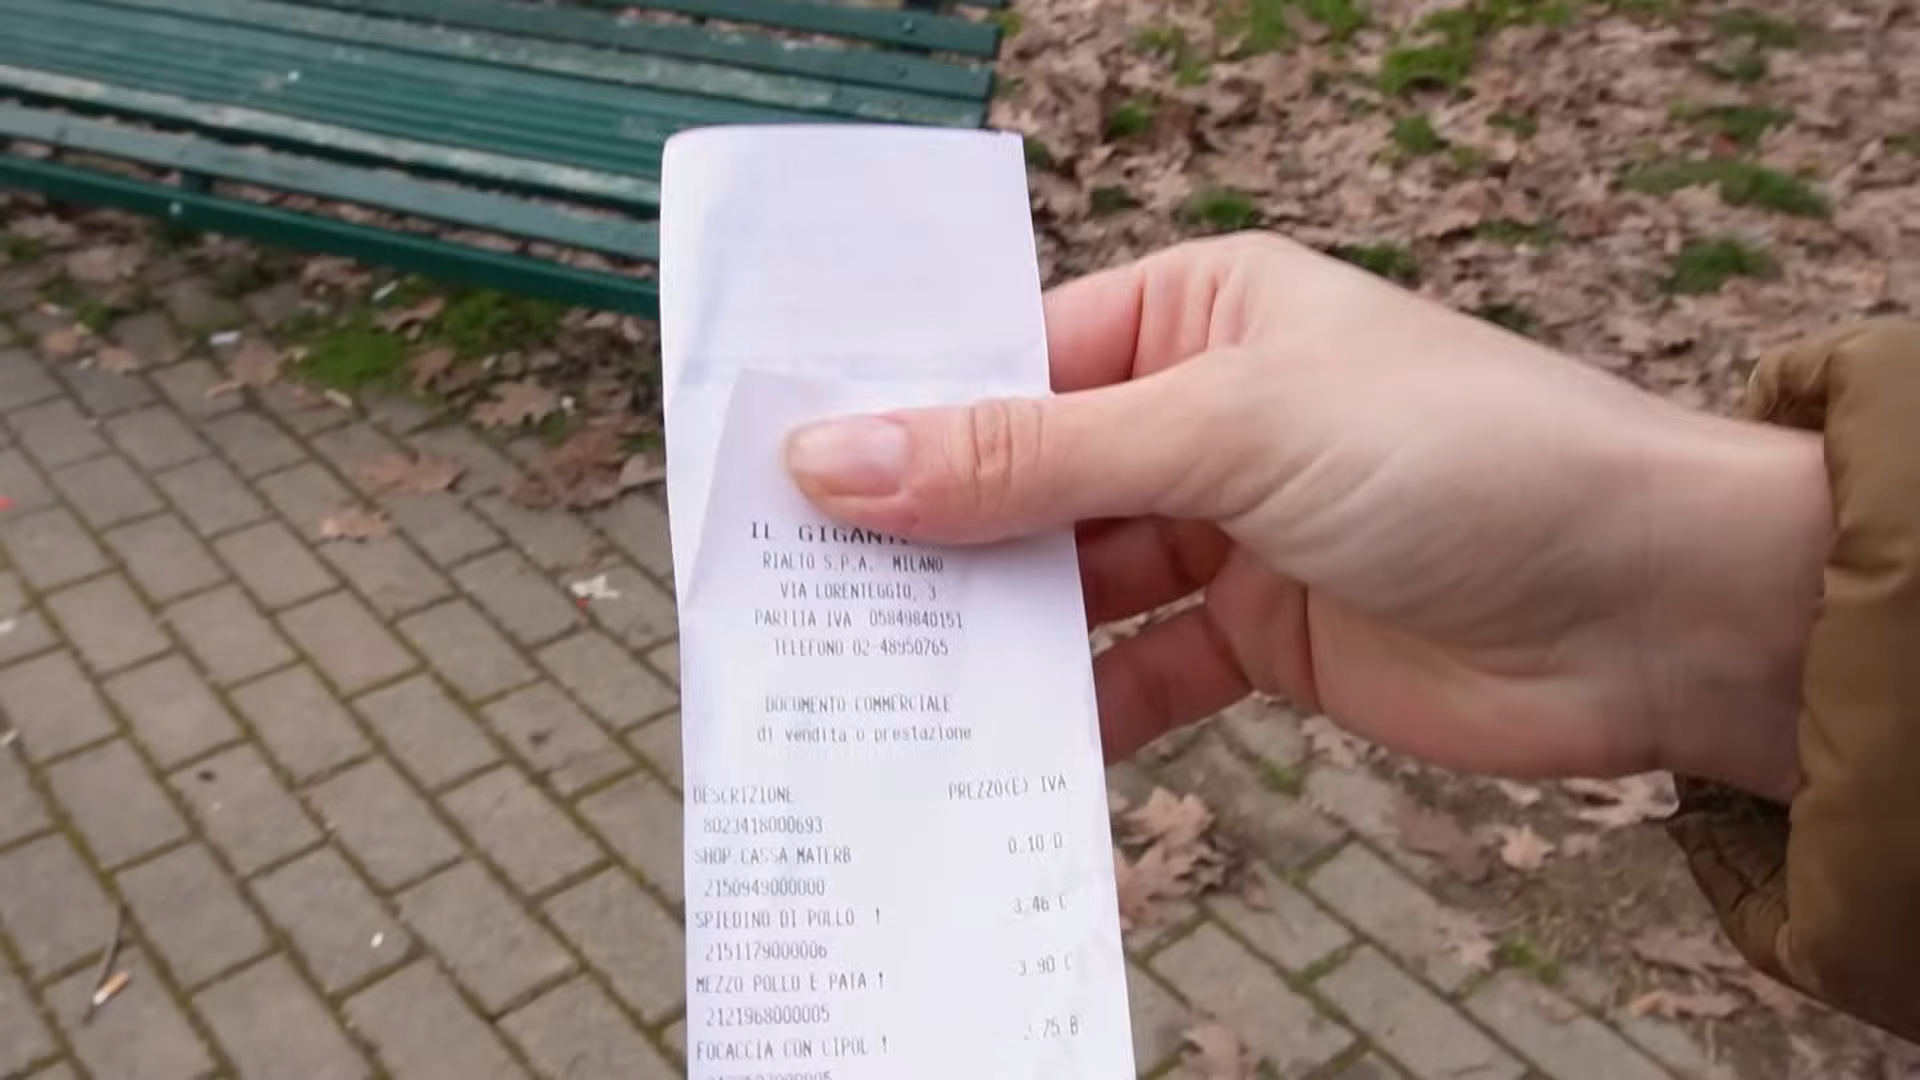 IL GIGANT
RIALTO S.P.A. MILANO
VIA LORENTEGGIO, 3
PARTITA IVA 05849840151
TELEFONO 02-48950765
DOCUMENTO COMMERCIALE
di vendita o prestazione
DESCRIZIONE PREZZO(E) IVA
8023418000693
SHOP.CASSA MATERB 0.10 D
2150949000000
SPIEDINO DI POLLO ! 3.46 C
2151179000006
MEZZO POLLO E PATA ! 3.90 C
2121968000005
FOCACCIA CON CIPOL ! .75 B